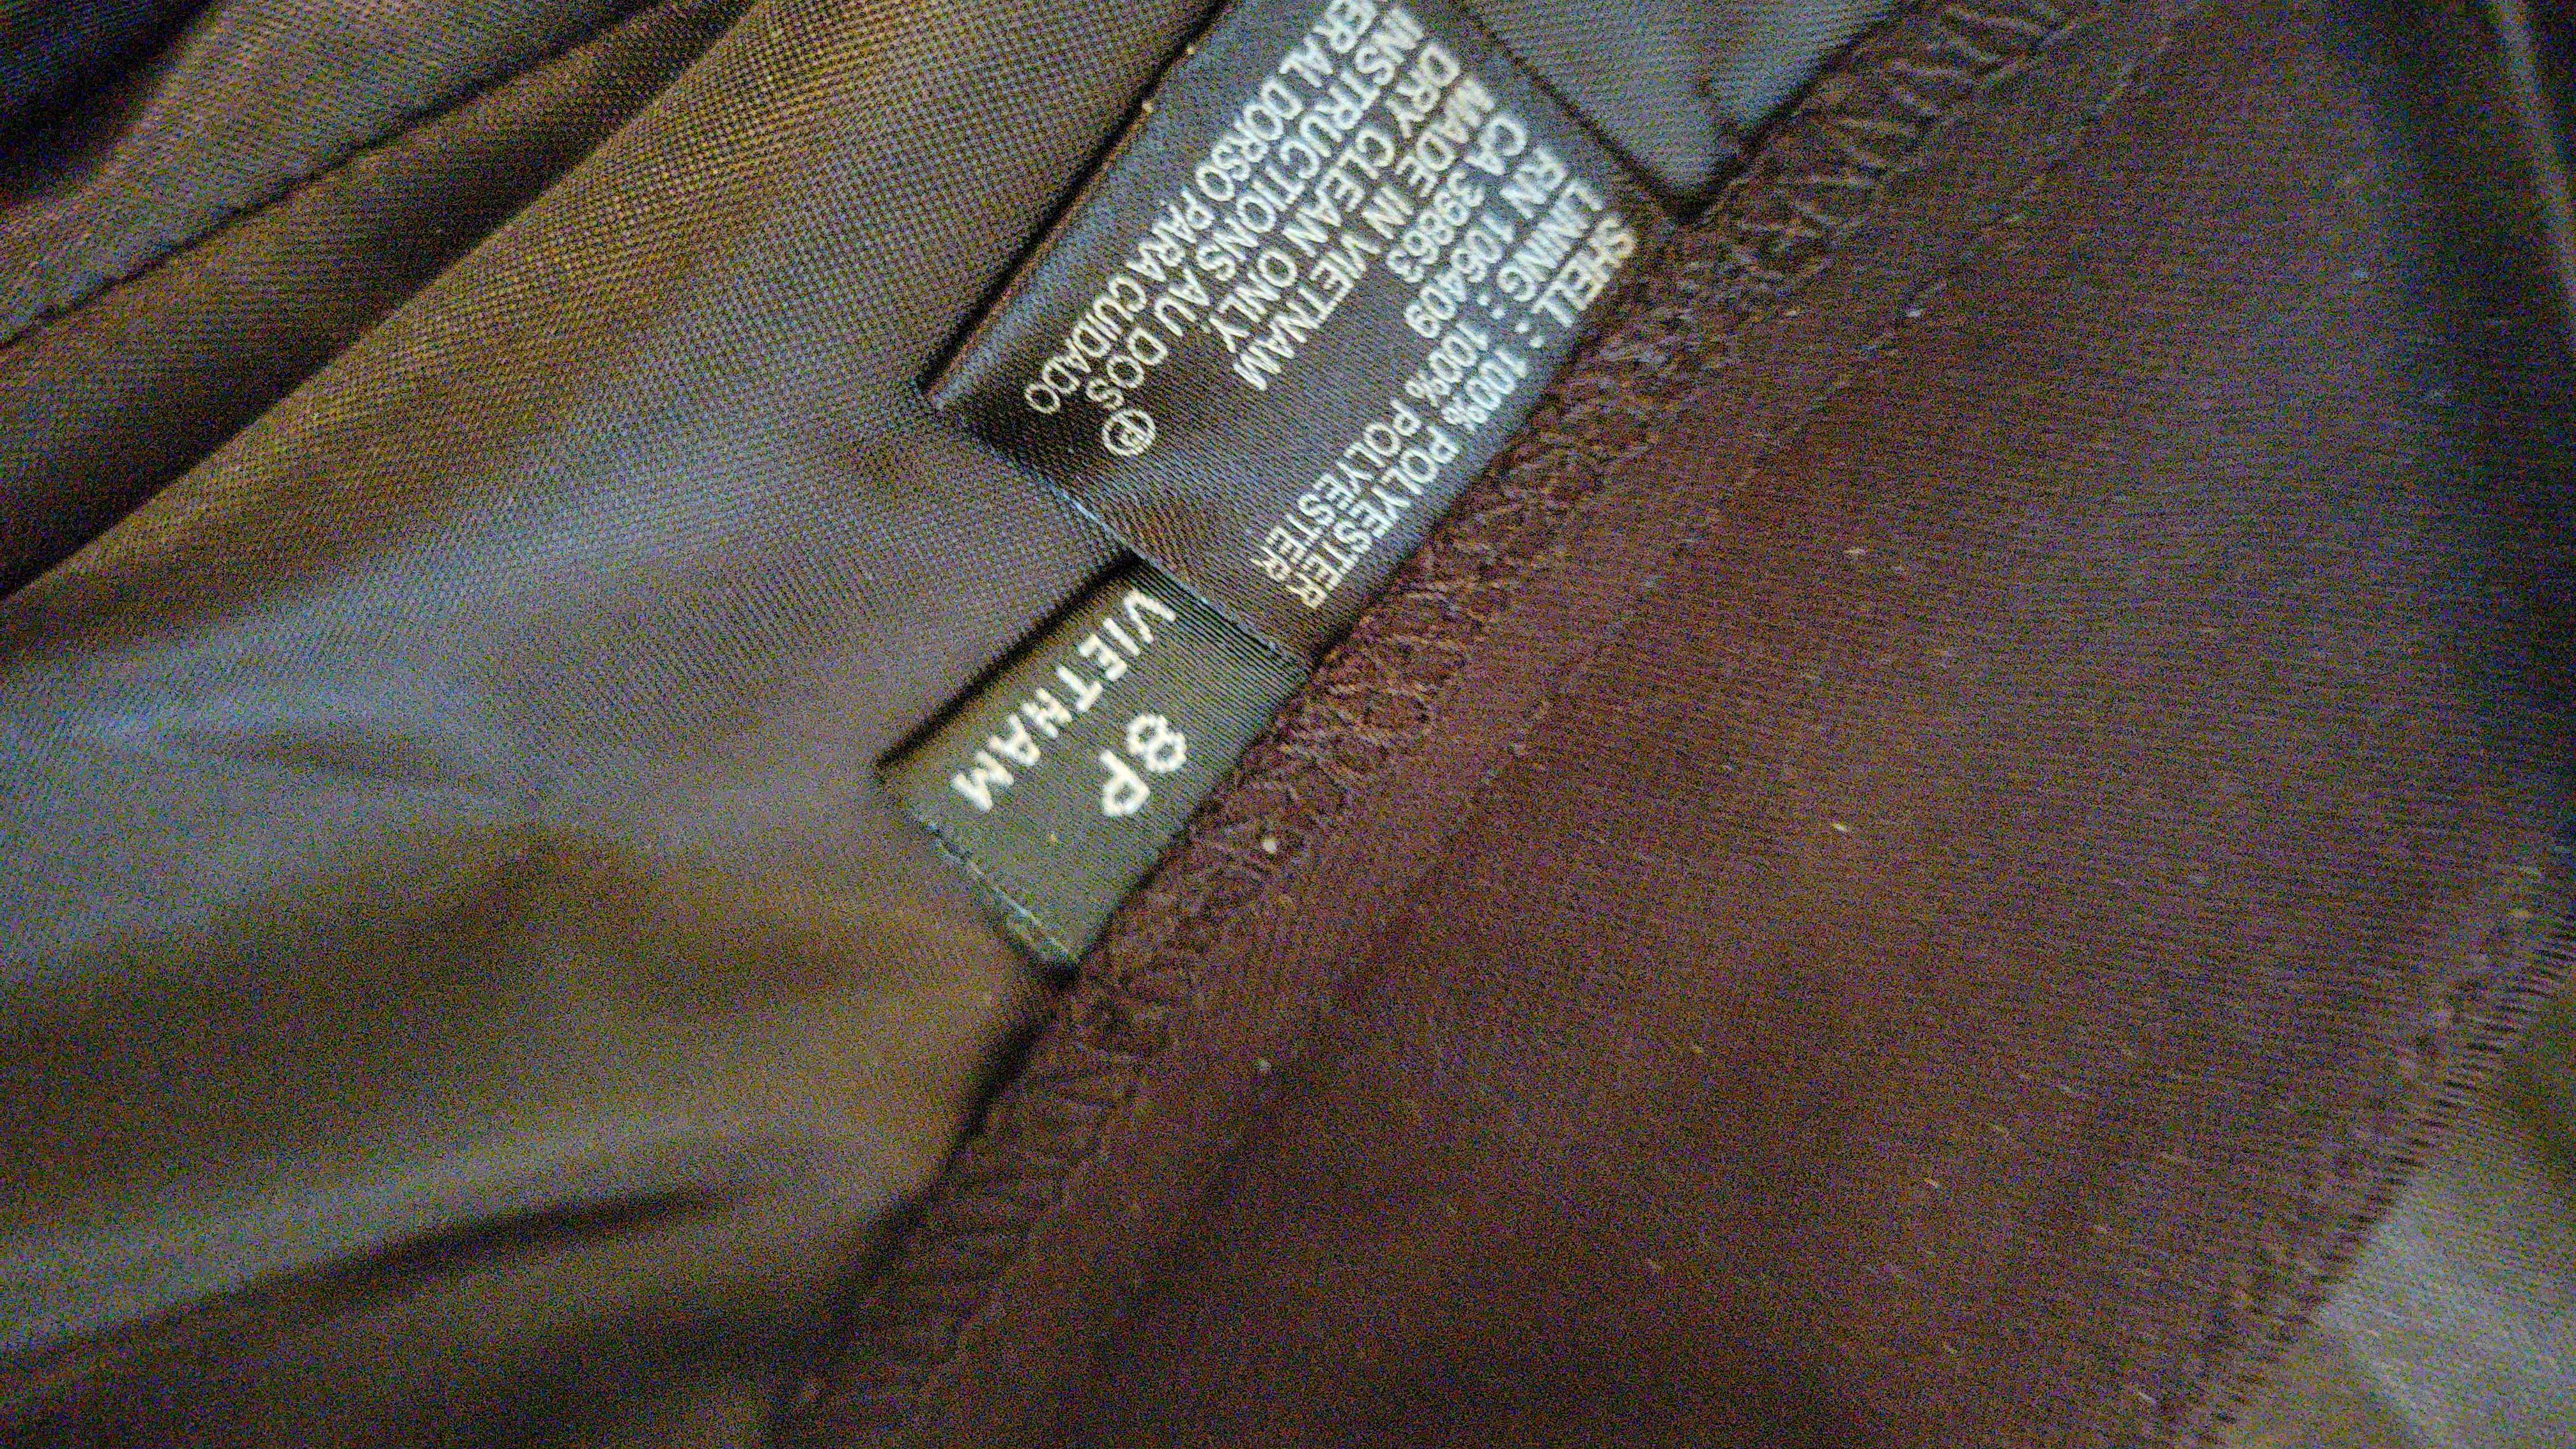 SHELL : 100% POLYESTER
LINING : 100% POLYESTER
RN 106409
CA 39863
MADE IN VIETNAM
DRY CLEAN ONLY
INSTRUCTIONS AU DOS Ⓟ
AL DORSO PARA CUIDADO
8P
VIETNAM